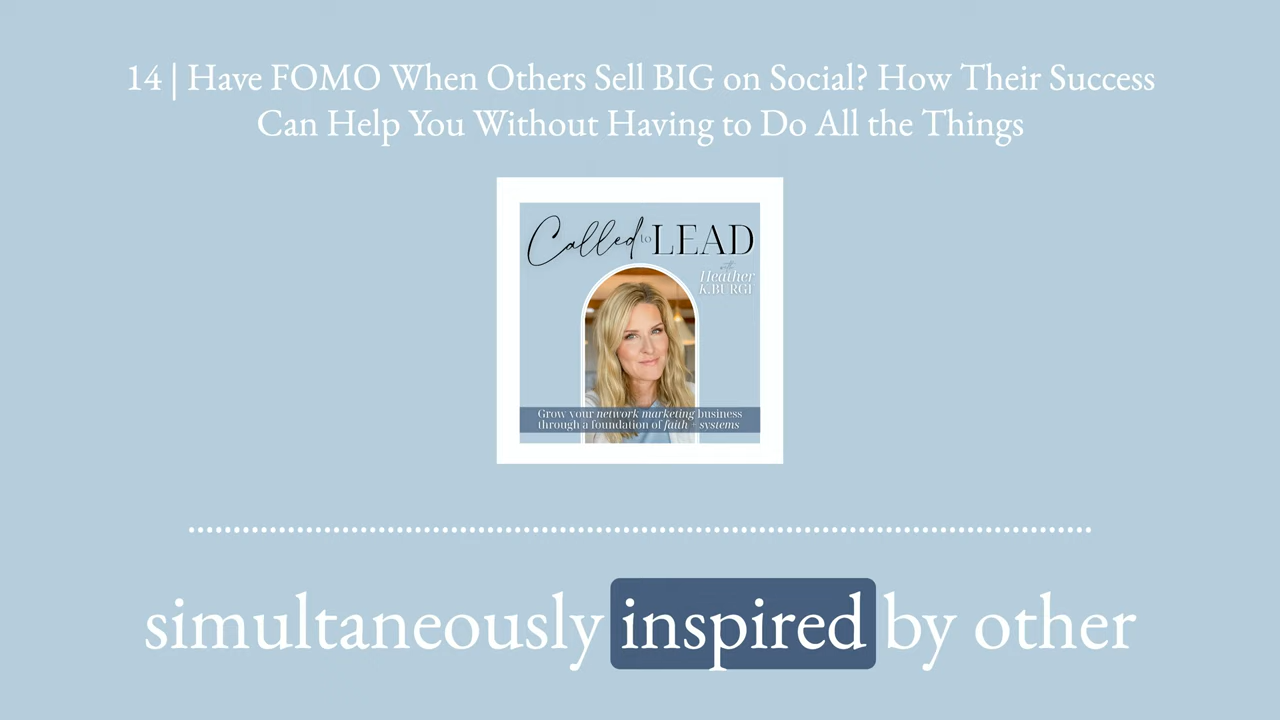 14 | Have FOMO When Others Sell BIG on Social? How Their Success
Can Help You Without Having to Do All the Things
Called to LEAD
with
Heather
K.BURGE
Grow your network marketing business
through a foundation of faith + systems
simultaneously inspired by other